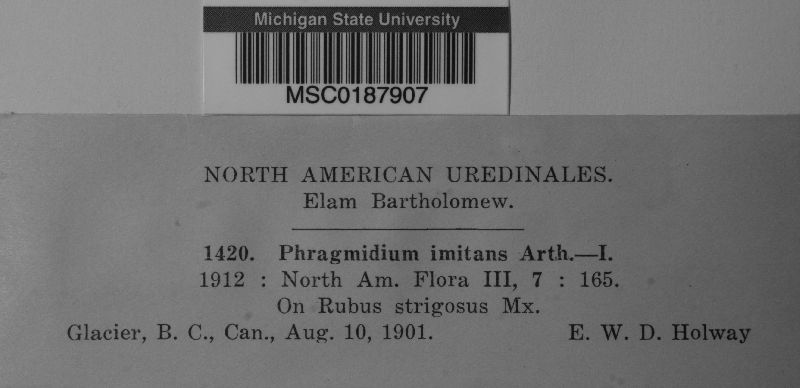 Michigan State University
MSC0187907
NORTH AMERICAN UREDINALES.
Elam Bartholomew.
1420. Phragmidium imitans Arth.—I.
1912 : North Am. Flora III, 7 : 165.
On Rubus strigosus Mx.
Glacier, B. C., Can., Aug. 10, 1901. E. W. D. Holway